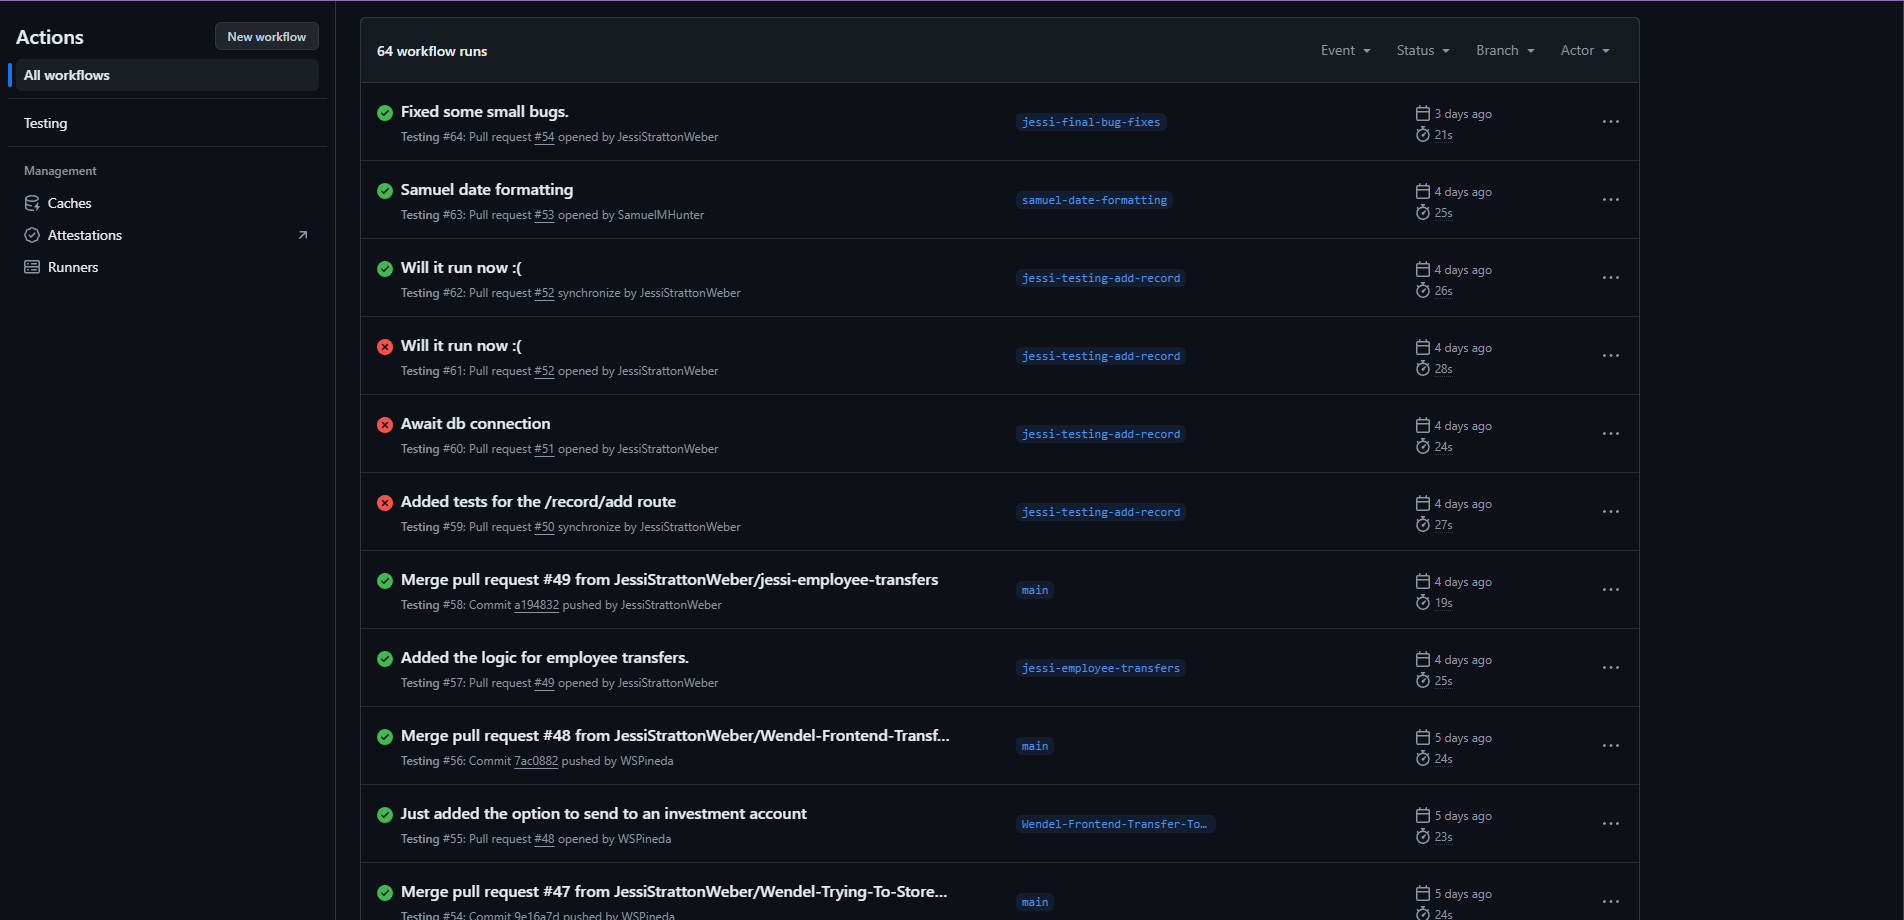 Actions
New workflow
All workflows
Testing
Management
Caches
Attestations
Runners
64 workflow runs
Event
Status
Branch
Actor
Fixed some small bugs.
Testing #64: Pull request #54 opened by JessiStrattonWeber
jessi-final-bug-fixes
3 days ago
21s
Samuel date formatting
Testing #63: Pull request #53 opened by SamuelMHunter
samuel-date-formatting
4 days ago
25s
Will it run now :(
Testing #62: Pull request #52 synchronize by JessiStrattonWeber
jessi-testing-add-record
4 days ago
26s
Will it run now :(
Testing #61: Pull request #52 opened by JessiStrattonWeber
jessi-testing-add-record
4 days ago
28s
Await db connection
Testing #60: Pull request #51 opened by JessiStrattonWeber
jessi-testing-add-record
4 days ago
24s
Added tests for the /record/add route
Testing #59: Pull request #50 synchronize by JessiStrattonWeber
jessi-testing-add-record
4 days ago
27s
Merge pull request #49 from JessiStrattonWeber/jessi-employee-transfers
Testing #58: Commit a194832 pushed by JessiStrattonWeber
main
4 days ago
19s
Added the logic for employee transfers.
Testing #57: Pull request #49 opened by JessiStrattonWeber
jessi-employee-transfers
4 days ago
25s
Merge pull request #48 from JessiStrattonWeber/Wendel-Frontend-Transf...
Testing #56: Commit 7ac0882 pushed by WSPineda
main
5 days ago
24s
Just added the option to send to an investment account
Testing #55: Pull request #48 opened by WSPineda
Wendel-Frontend-Transfer-To...
5 days ago
23s
Merge pull request #47 from JessiStrattonWeber/Wendel-Trying-To-Store...
Testing #54: Commit 9e16a7d pushed by WSPineda
main
5 days ago
24s